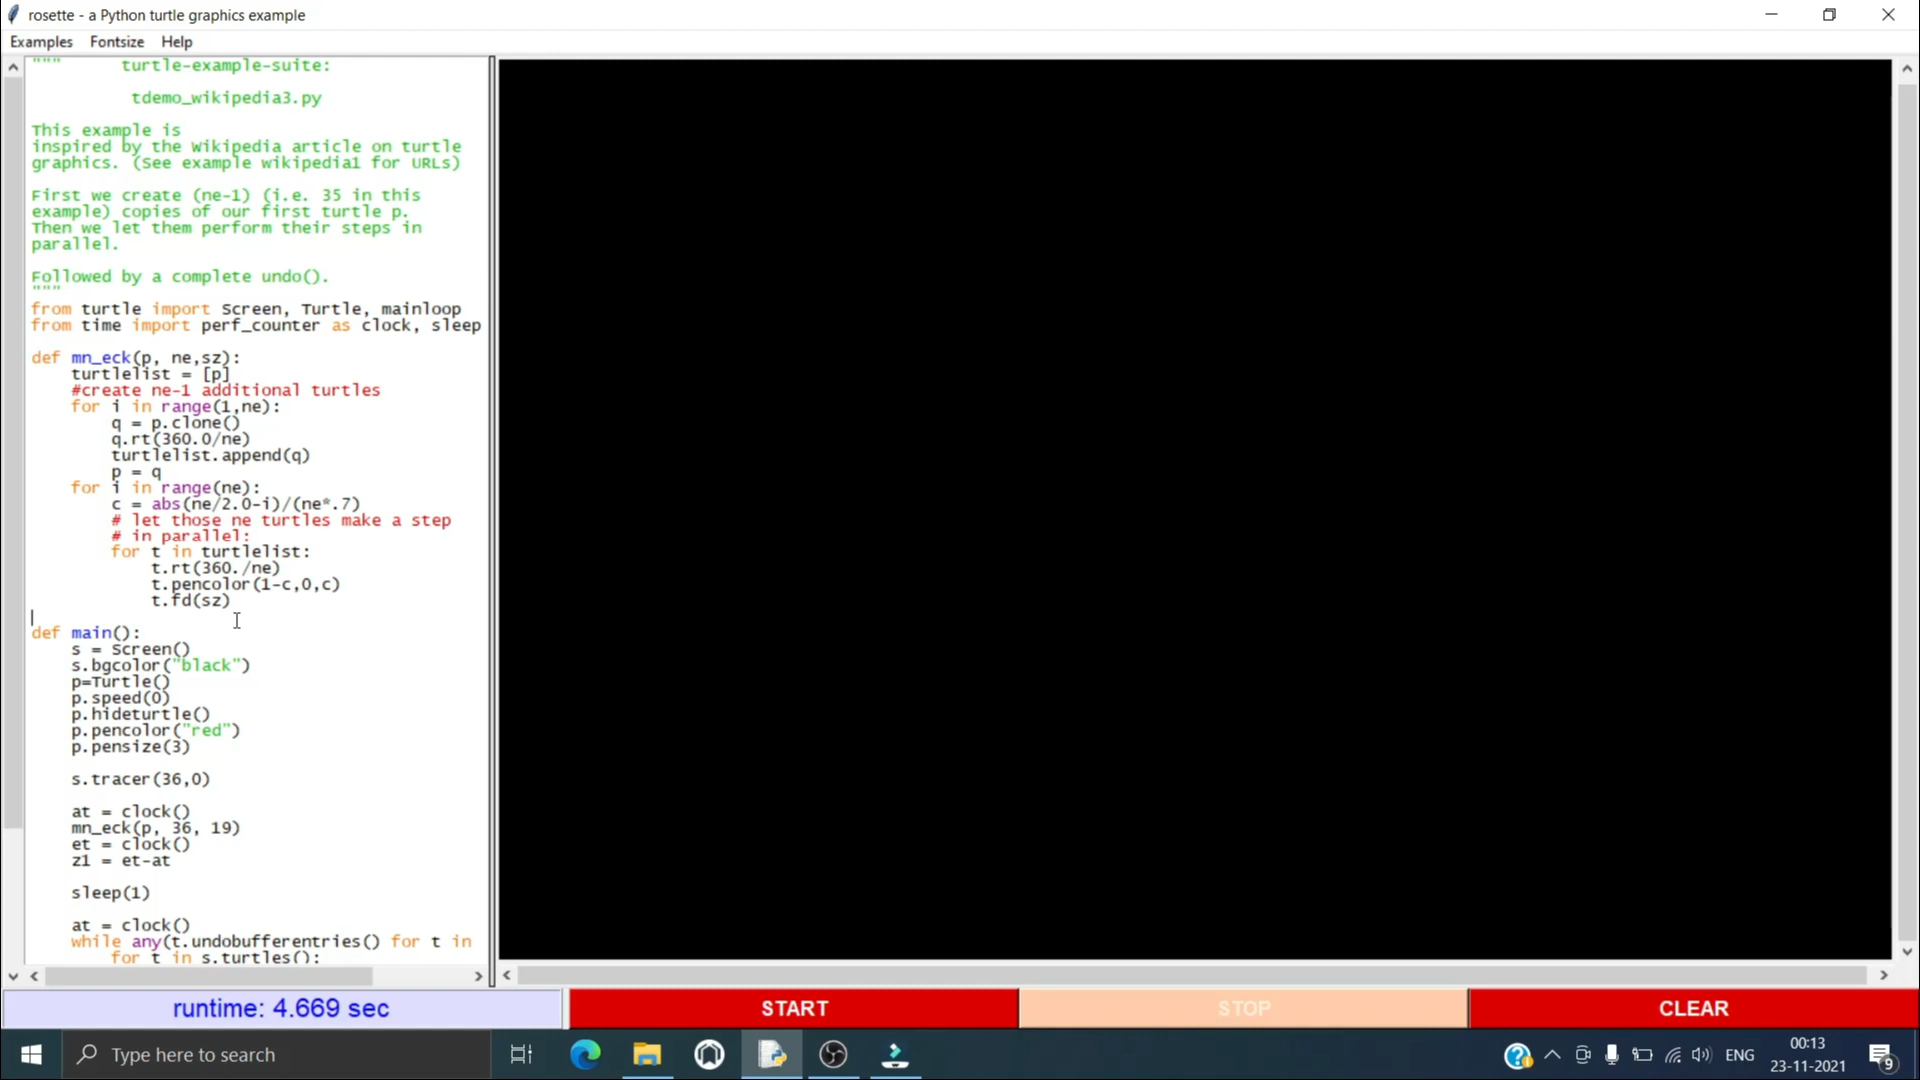 rosette - a Python turtle graphics example
Examples Fontsize Help
""" turtle-example-suite:
tdemo_wikipedia3.py
This example is
inspired by the Wikipedia article on turtle
graphics. (See example wikipedia1 for URLs)
First we create (ne-1) (i.e. 35 in this
example) copies of our first turtle p.
Then we let them perform their steps in
parallel.
Followed by a complete undo().
"""
from turtle import Screen, Turtle, mainloop
from time import perf_counter as clock, sleep
def mn_eck(p, ne,sz):
    turtlelist = [p]
    #create ne-1 additional turtles
    for i in range(1,ne):
        q = p.clone()
        q.rt(360.0/ne)
        turtlelist.append(q)
        p = q
    for i in range(ne):
        c = abs(ne/2.0-i)/(ne*.7)
        # let those ne turtles make a step
        # in parallel:
        for t in turtlelist:
            t.rt(360./ne)
            t.pencolor(1-c,0,c)
            t.fd(sz)
def main():
    s = Screen()
    s.bgcolor("black")
    p=Turtle()
    p.speed(0)
    p.hideturtle()
    p.pencolor("red")
    p.pensize(3)
    s.tracer(36,0)
    at = clock()
    mn_eck(p, 36, 19)
    et = clock()
    z1 = et-at
    sleep(1)
    at = clock()
    while any(t.undobufferentries() for t in
        for t in s.turtles():
runtime: 4.669 sec
START
STOP
CLEAR
Type here to search
ENG
00:13
23-11-2021
9